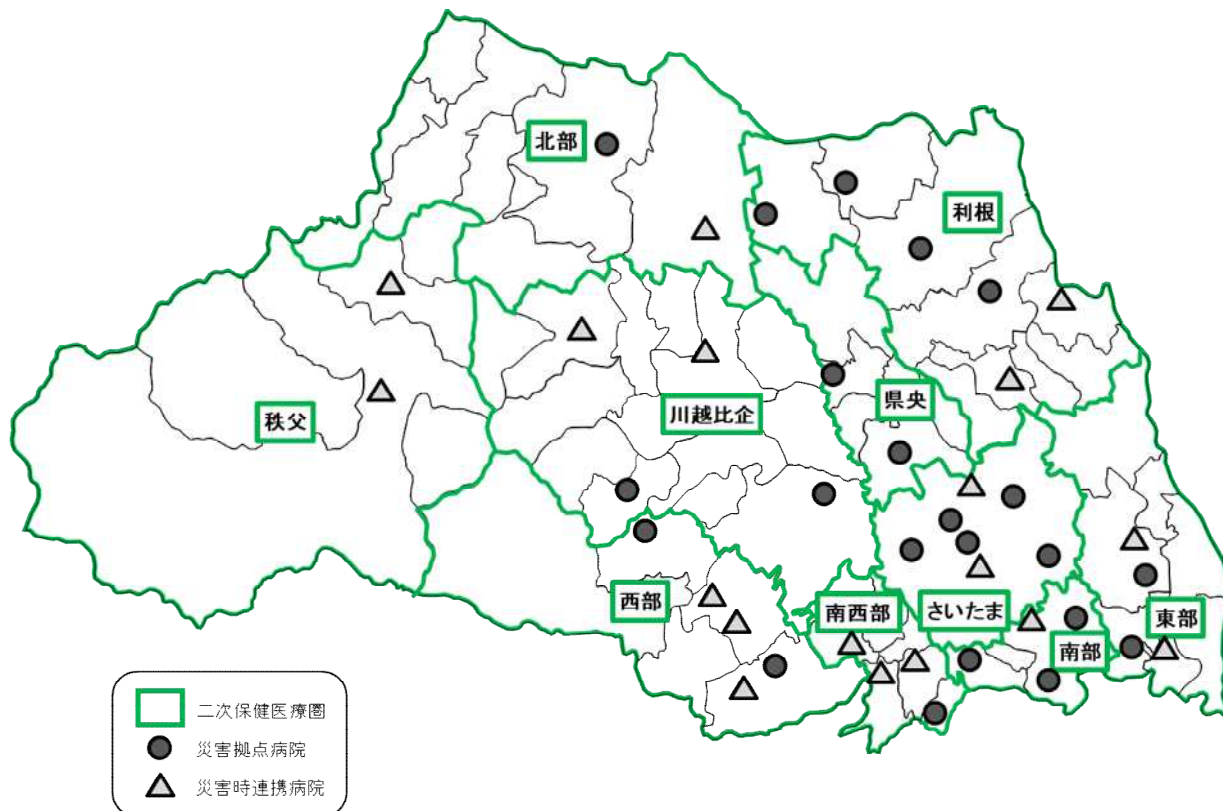 北部
利根
秩父
川越比企
県央
西部
南西部
さいたま
南部
東部
二次保健医療圏
災害拠点病院
災害時連携病院